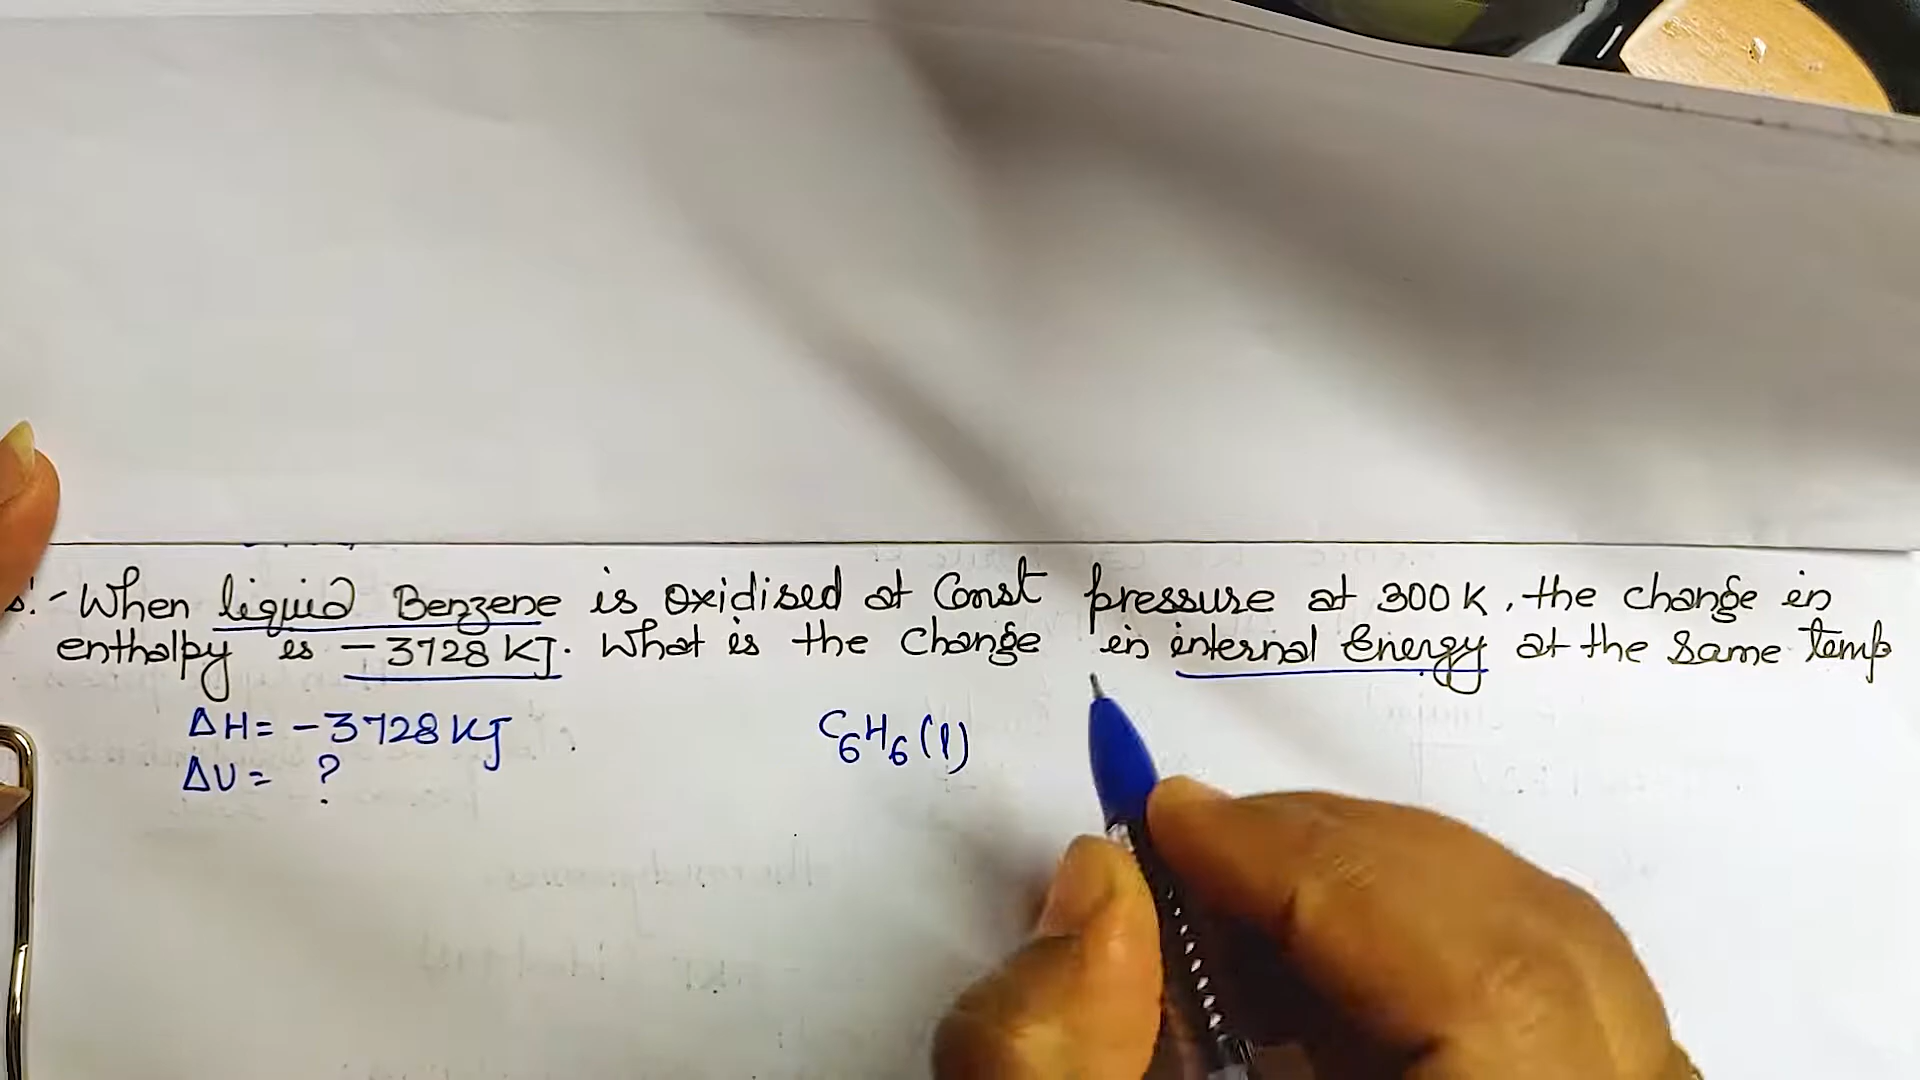 :- When liquid Benzene is oxidised at Const pressure at 300 K, the change in
enthalpy is -3728 KJ. What is the change in internal Energy at the same temp
ΔH = -3728 KJ
C6H6(l)
ΔU = ?